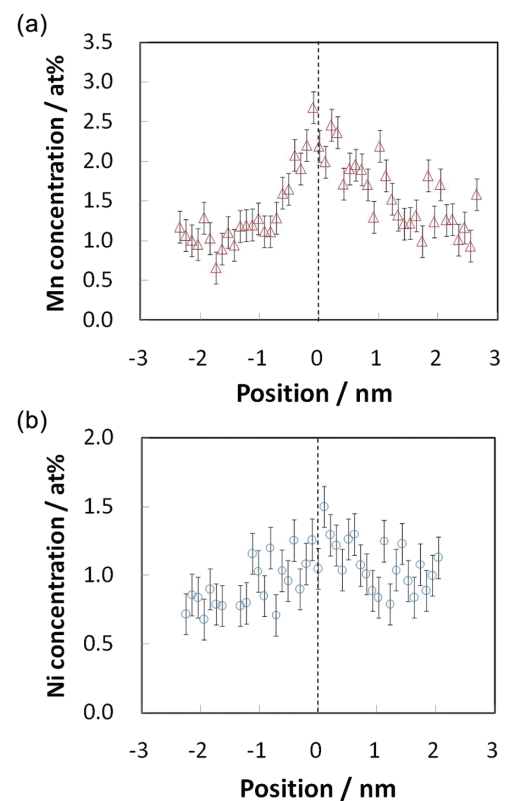 (a)
Mn concentration / at%
3.5
3.0
2.5
2.0
1.5
1.0
0.5
0.0
-3 -2 -1 0 1 2 3
Position / nm
(b)
Ni concentration / at%
2.0
1.5
1.0
0.5
0.0
-3 -2 -1 0 1 2 3
Position / nm